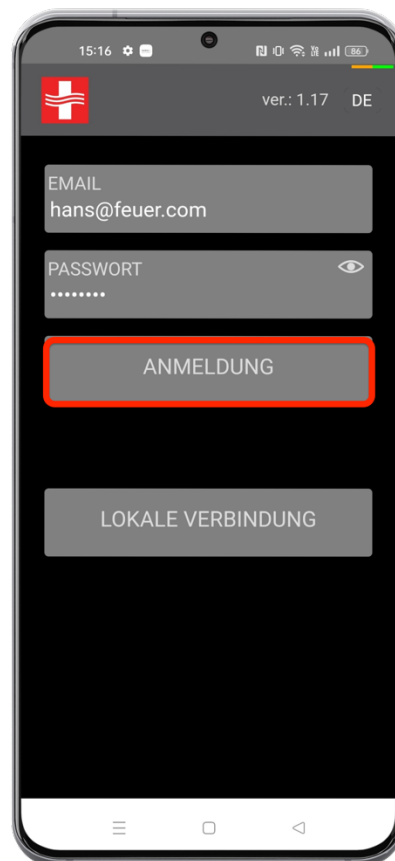 15:16
86
ver.: 1.17 DE
EMAIL
hans@feuer.com
PASSWORT
••••••••
ANMELDUNG
LOKALE VERBINDUNG